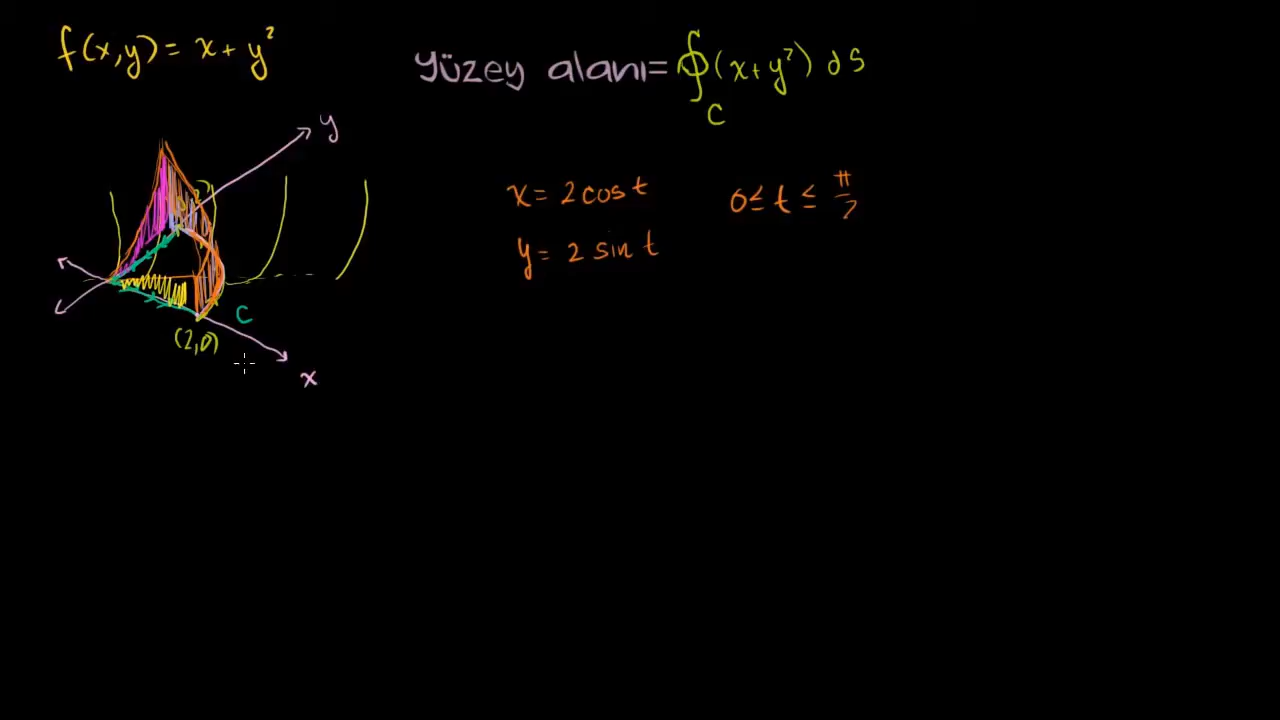 f(x,y) = x + y²
yüzey alanı = ∮ (x + y²) ds
C
y
x = 2 cos t
0 ≤ t ≤ π/2
y = 2 sin t
C
(2,0)
x